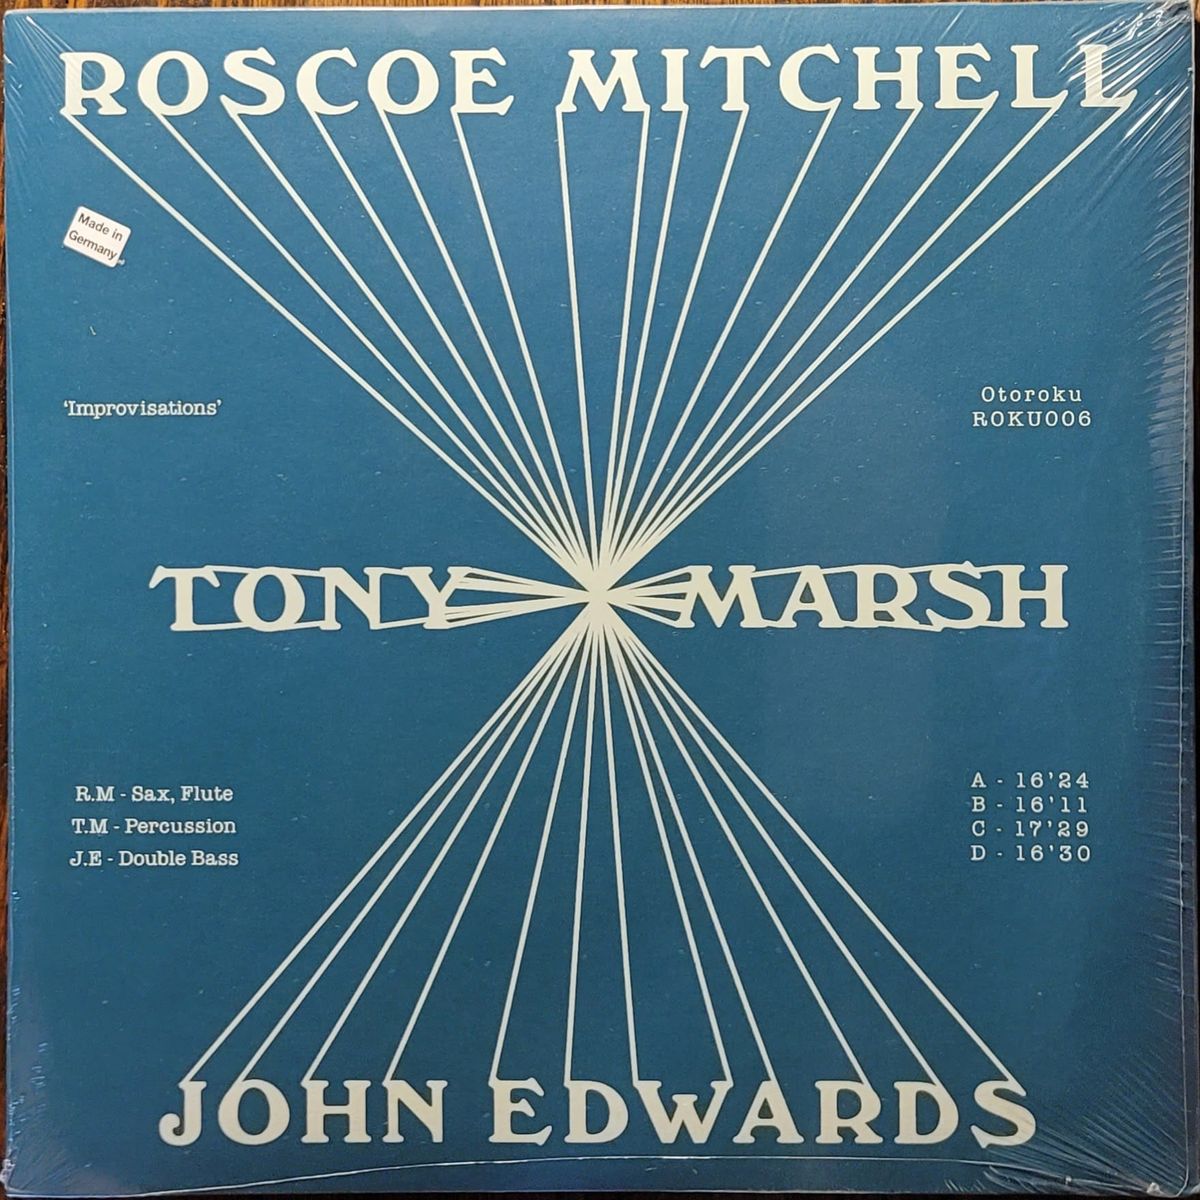 ROSCOE MITCHELL
Made in
Germany
'Improvisations'
Otoroku
ROKU006
TONY MARSH
R.M - Sax, Flute
T.M - Percussion
J.E - Double Bass
A - 16'24
B - 16'11
C - 17'29
D - 16'30
JOHN EDWARDS